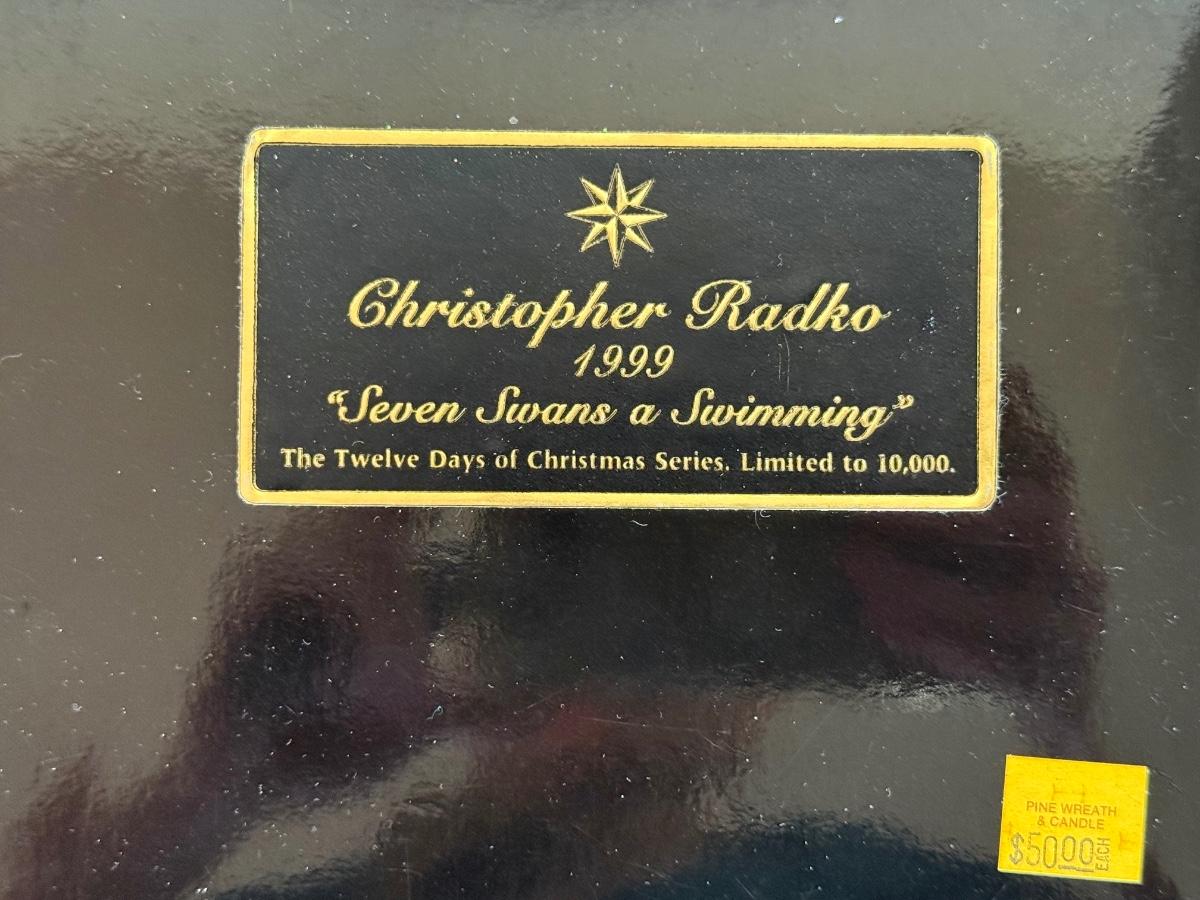 Christopher Radko
1999
“Seven Swans a Swimming”
The Twelve Days of Christmas Series. Limited to 10,000.
PINE WREATH
& CANDLE
$50.00 EACH